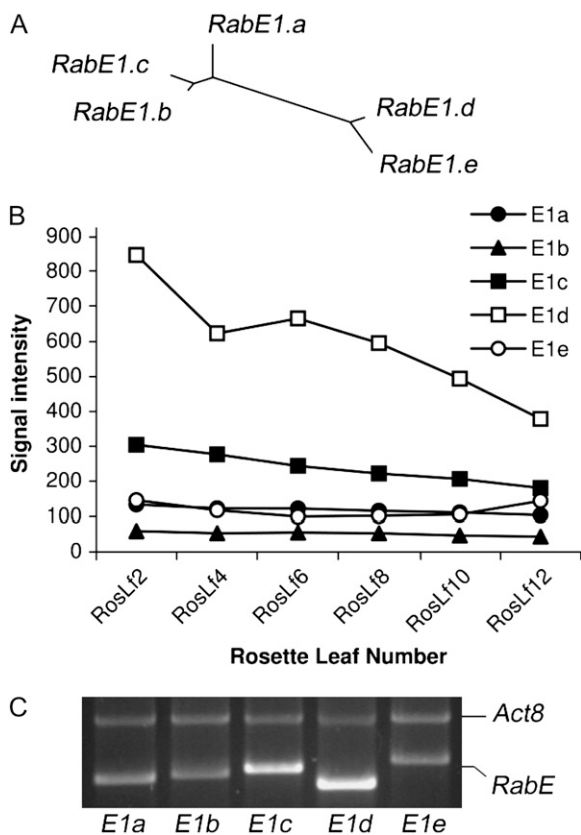 A
RabE1.a
RabE1.c
RabE1.b
RabE1.d
RabE1.e
B
E1a
E1b
E1c
E1d
E1e
900
800
700
600
500
400
300
200
100
0
Signal intensity
RosLf2 RosLf4 RosLf6 RosLf8 RosLf10 RosLf12
Rosette Leaf Number
C
Act8
RabE
E1a E1b E1c E1d E1e